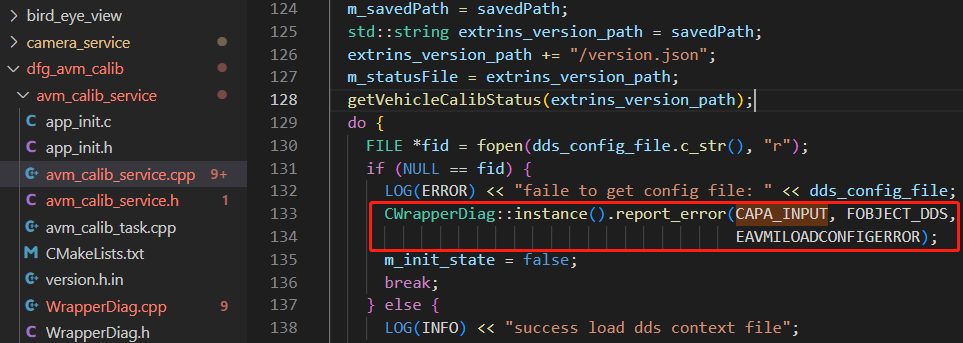 bird_eye_view
camera_service
dfg_avm_calib
avm_calib_service
app_init.c
app_init.h
avm_calib_service.cpp 9+
avm_calib_service.h 1
avm_calib_task.cpp
CMakeLists.txt
version.h.in
WrapperDiag.cpp 9
WrapperDiag.h
124 m_savedPath = savedPath;
125 std::string extrins_version_path = savedPath;
126 extrins_version_path += "/version.json";
127 m_statusFile = extrins_version_path;
128 getVehicleCalibStatus(extrins_version_path);
129 do {
130 FILE *fid = fopen(dds_config_file.c_str(), "r");
131 if (NULL == fid) {
132 LOG(ERROR) << "faile to get config file: " << dds_config_file;
133 CWrapperDiag::instance().report_error(CAPA_INPUT, FOBJECT_DDS,
134 EAVMILOADCONFIGERROR);
135 m_init_state = false;
136 break;
137 } else {
138 LOG(INFO) << "success load dds context file";